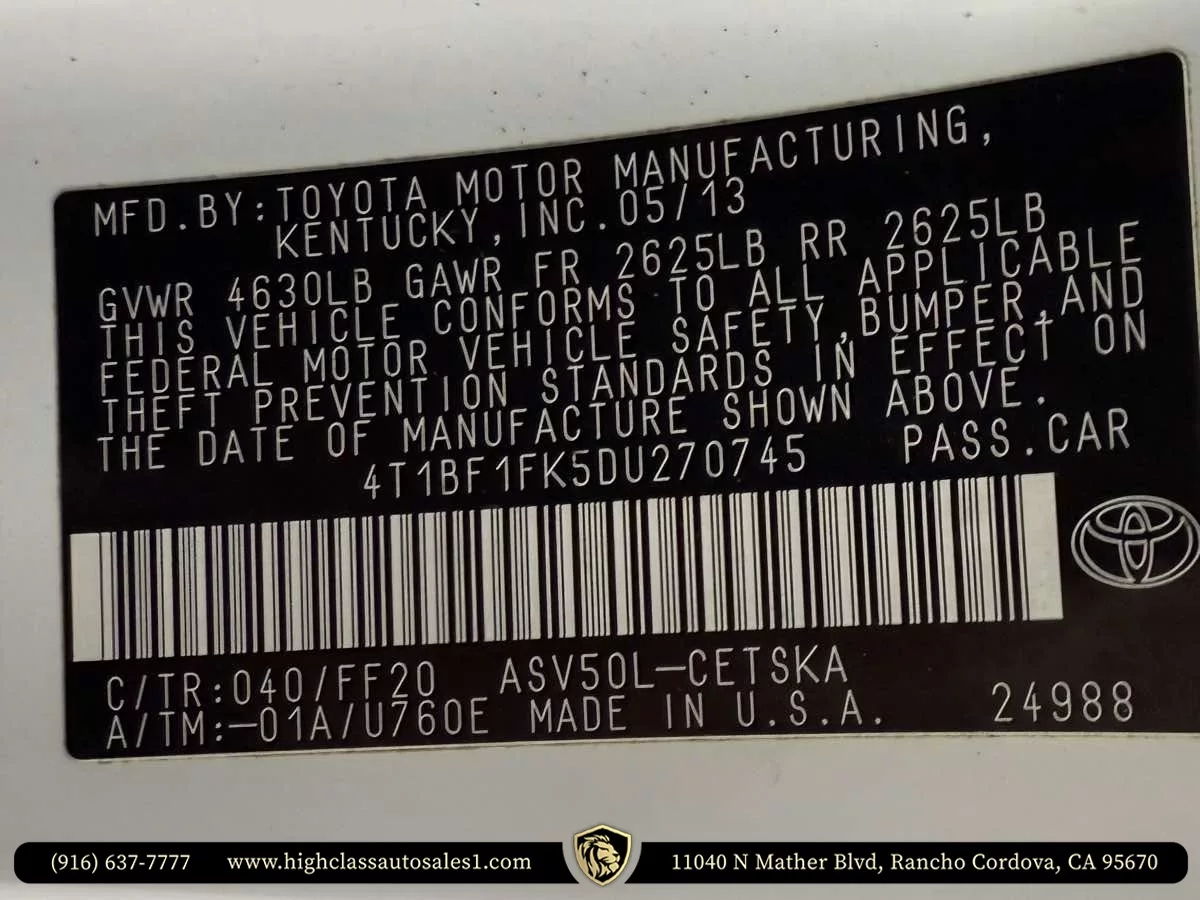 MFD.BY:TOYOTA MOTOR MANUFACTURING,
KENTUCKY,INC.05/13
GVWR 4630LB GAWR FR 2625LB RR 2625LB
THIS VEHICLE CONFORMS TO ALL APPLICABLE
FEDERAL MOTOR VEHICLE SAFETY,BUMPER,AND
THEFT PREVENTION STANDARDS IN EFFECT ON
THE DATE OF MANUFACTURE SHOWN ABOVE.
4T1BF1FK5DU270745 PASS.CAR
C/TR:040/FF20 ASV50L-CETSKA
A/TM:-01A/U760E MADE IN U.S.A. 24988
(916) 637-7777 www.highclassautosales1.com 11040 N Mather Blvd, Rancho Cordova, CA 95670